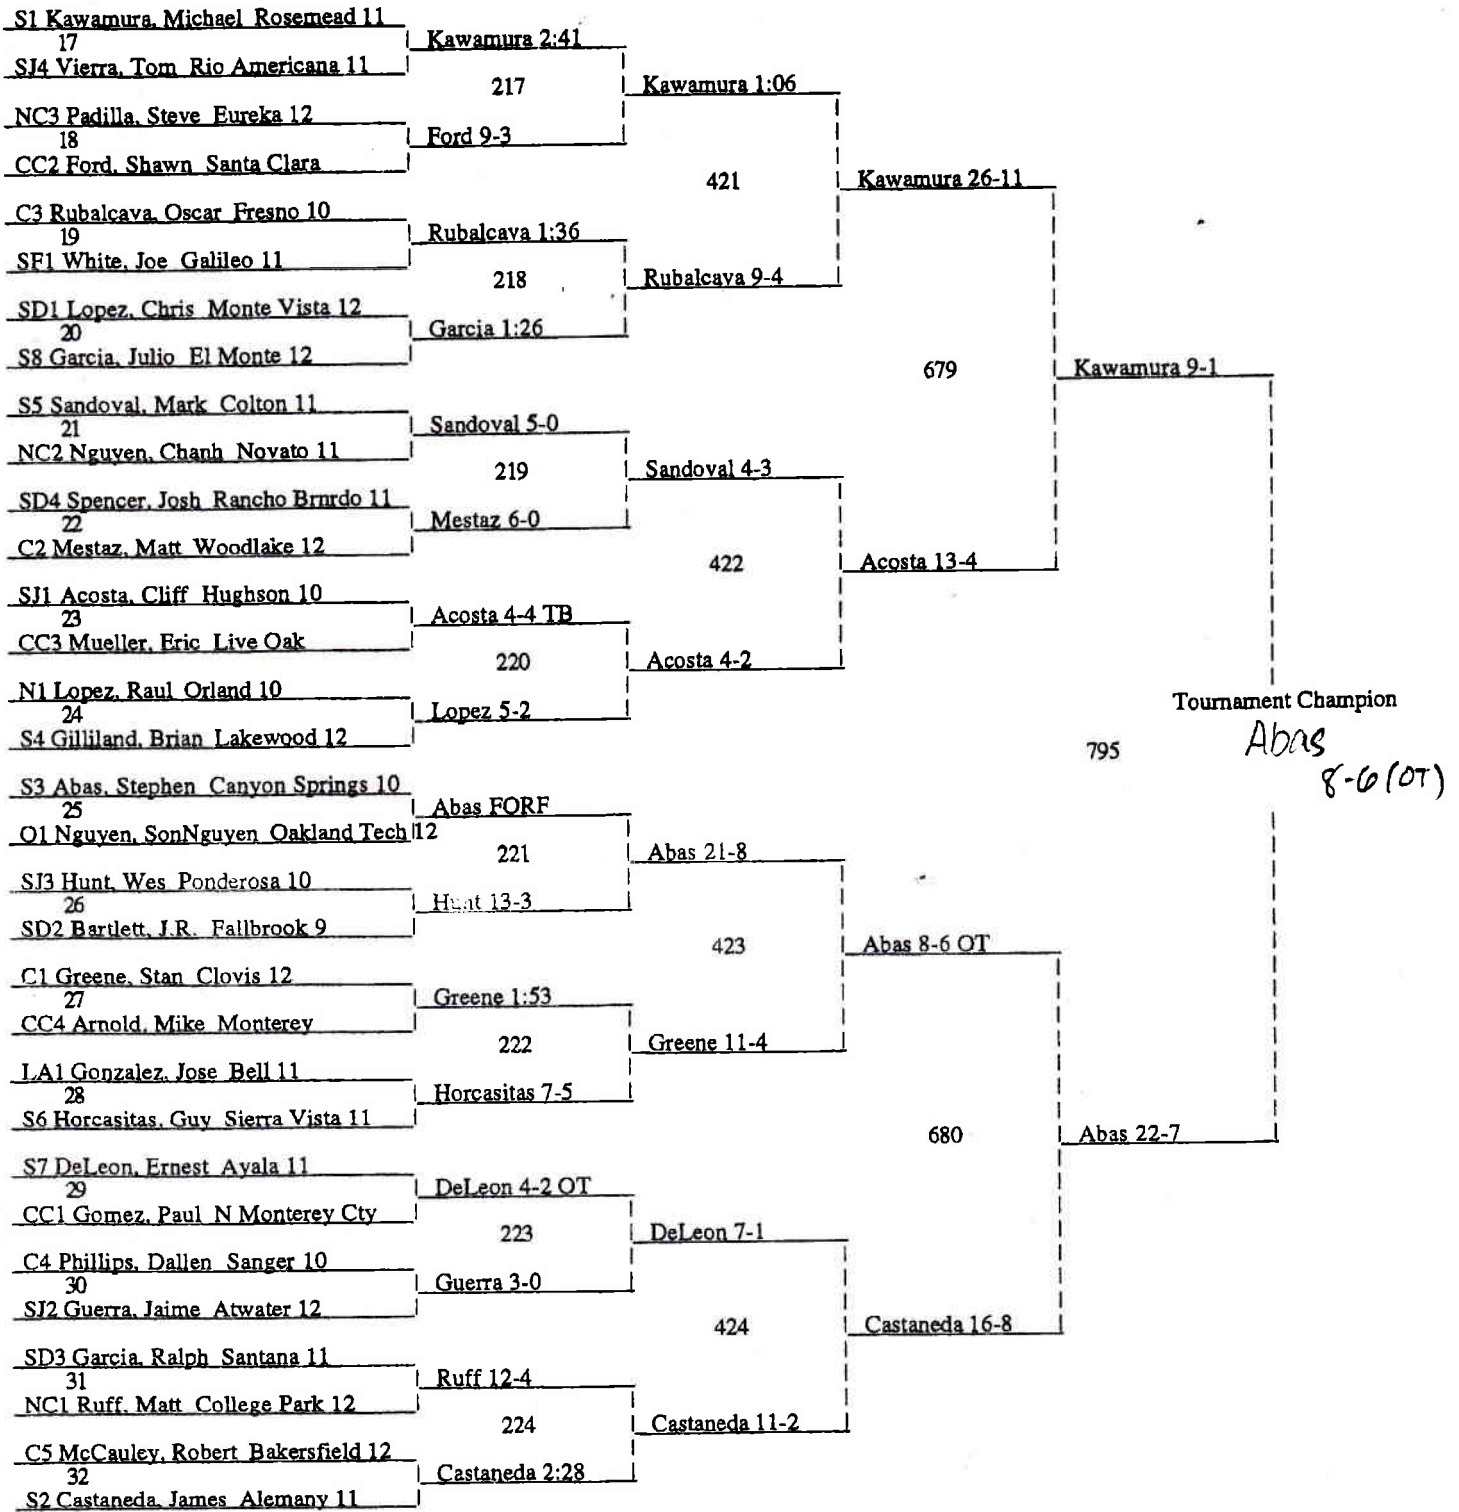 S1 Kawamura, Michael Rosemead 11
17
SJ4 Vierra, Tom Rio Americana 11
Kawamura 2:41
217
NC3 Padilla, Steve Eureka 12
18
CC2 Ford, Shawn Santa Clara
Ford 9-3
Kawamura 1:06
421
C3 Rubalcava, Oscar Fresno 10
19
SF1 White, Joe Galileo 11
Rubalcava 1:36
218
SD1 Lopez, Chris Monte Vista 12
20
S8 Garcia, Julio El Monte 12
Garcia 1:26
Rubalcava 9-4
Kawamura 26-11
679
S5 Sandoval, Mark Colton 11
21
NC2 Nguyen, Chanh Novato 11
Sandoval 5-0
219
SD4 Spencer, Josh Rancho Brnrdo 11
22
C2 Mestaz, Matt Woodlake 12
Mestaz 6-0
Sandoval 4-3
422
SJ1 Acosta, Cliff Hughson 10
23
CC3 Mueller, Eric Live Oak
Acosta 4-4 TB
220
N1 Lopez, Raul Orland 10
24
S4 Gilliland, Brian Lakewood 12
Lopez 5-2
Acosta 4-2
Acosta 13-4
Kawamura 9-1
795
Tournament Champion
Abas
8-6 (OT)
S3 Abas, Stephen Canyon Springs 10
25
O1 Nguyen, SonNguyen Oakland Tech 12
Abas FORF
221
SJ3 Hunt, Wes Ponderosa 10
26
SD2 Bartlett, J.R. Fallbrook 9
Hunt 13-3
Abas 21-8
423
C1 Greene, Stan Clovis 12
27
CC4 Arnold, Mike Monterey
Greene 1:53
222
LA1 Gonzalez, Jose Bell 11
28
S6 Horcasitas, Guy Sierra Vista 11
Horcasitas 7-5
Greene 11-4
Abas 8-6 OT
680
S7 DeLeon, Ernest Ayala 11
29
CC1 Gomez, Paul N Monterey Cty
DeLeon 4-2 OT
223
C4 Phillips, Dallen Sanger 10
30
SJ2 Guerra, Jaime Atwater 12
Guerra 3-0
DeLeon 7-1
424
SD3 Garcia, Ralph Santana 11
31
NC1 Ruff, Matt College Park 12
Ruff 12-4
224
C5 McCauley, Robert Bakersfield 12
32
S2 Castaneda, James Alemany 11
Castaneda 2:28
Castaneda 11-2
Castaneda 16-8
Abas 22-7